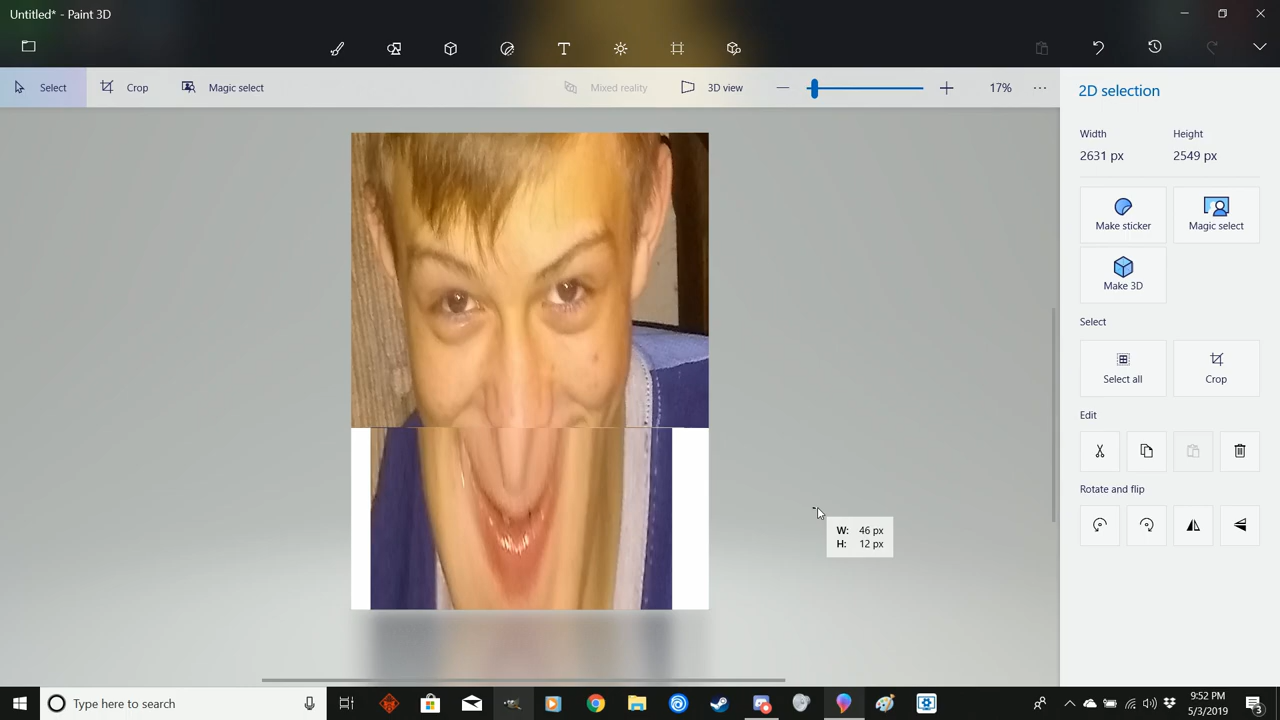 Untitled* - Paint 3D
Select
Crop
Magic select
Mixed reality
3D view
17%
2D selection
Width
Height
2631 px
2549 px
Make sticker
Magic select
Make 3D
Select
Select all
Crop
Edit
Rotate and flip
W: 46 px
H: 12 px
Type here to search
9:52 PM
5/3/2019
3